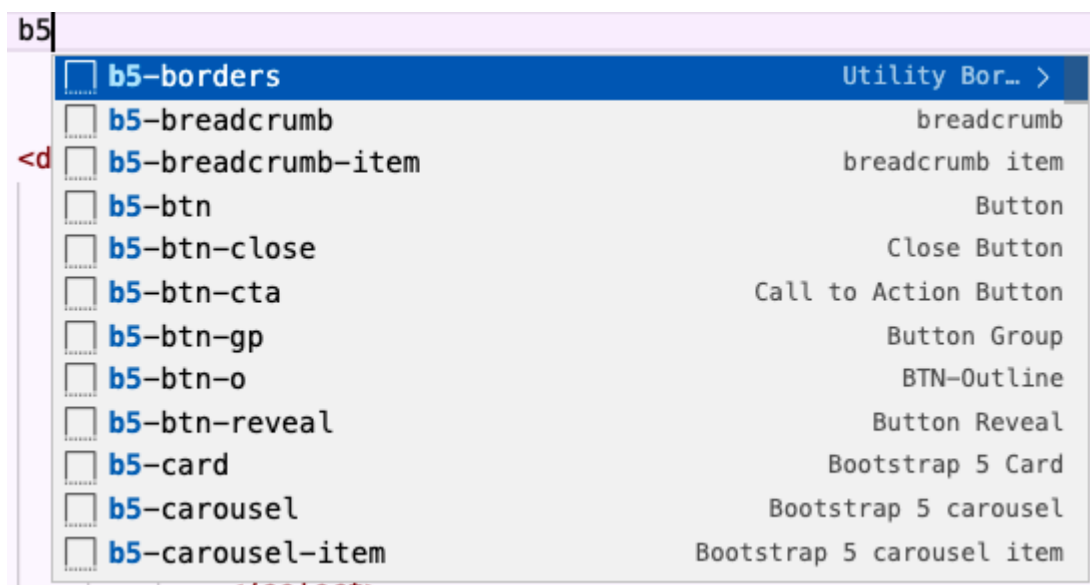 b5
b5-borders Utility Bor… >
b5-breadcrumb breadcrumb
<d
b5-breadcrumb-item breadcrumb item
b5-btn Button
b5-btn-close Close Button
b5-btn-cta Call to Action Button
b5-btn-gp Button Group
b5-btn-o BTN-Outline
b5-btn-reveal Button Reveal
b5-card Bootstrap 5 Card
b5-carousel Bootstrap 5 carousel
b5-carousel-item Bootstrap 5 carousel item